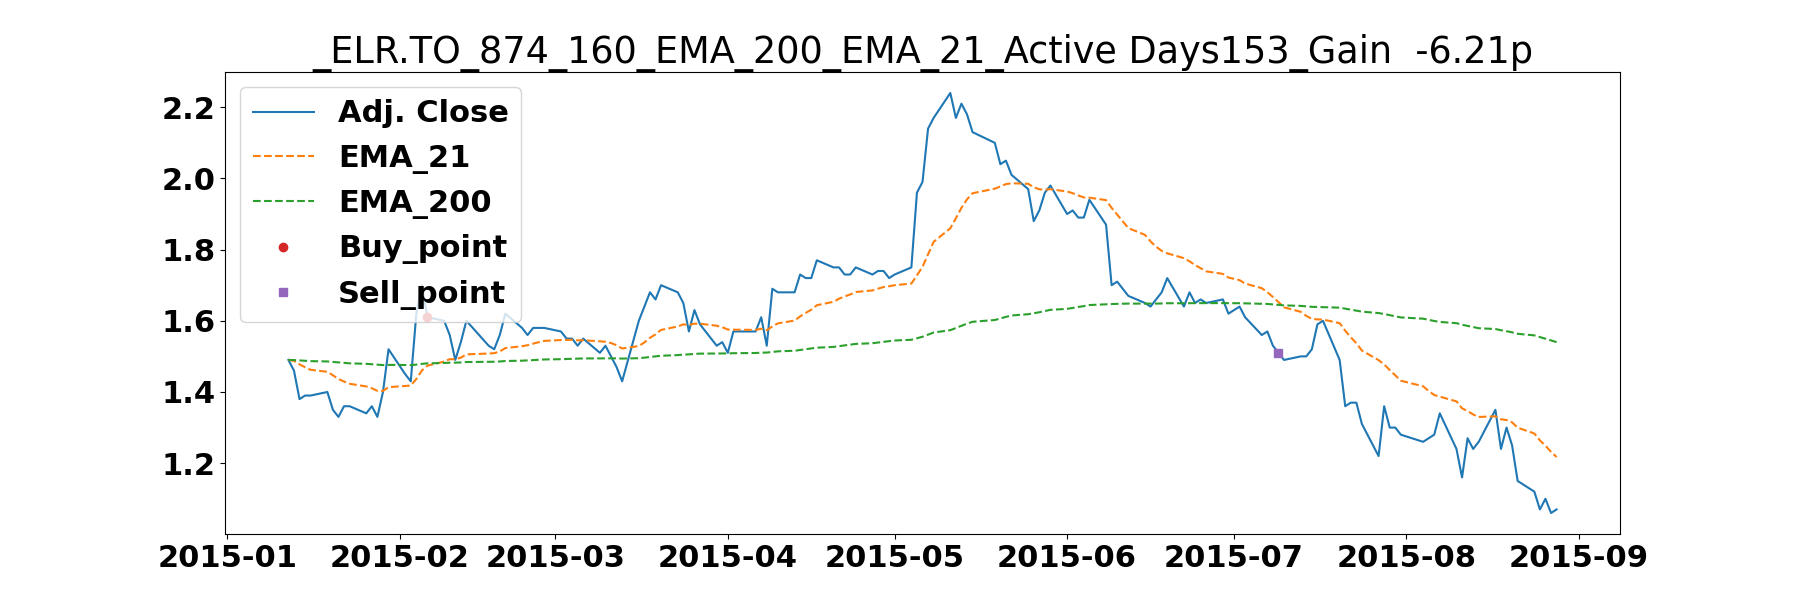 _ELR.TO_874_160_EMA_200_EMA_21_Active Days153_Gain  -6.21p
Adj. Close
EMA_21
EMA_200
Buy_point
Sell_point
2.2
2.0
1.8
1.6
1.4
1.2
2015-01 2015-02 2015-03 2015-04 2015-05 2015-06 2015-07 2015-08 2015-09